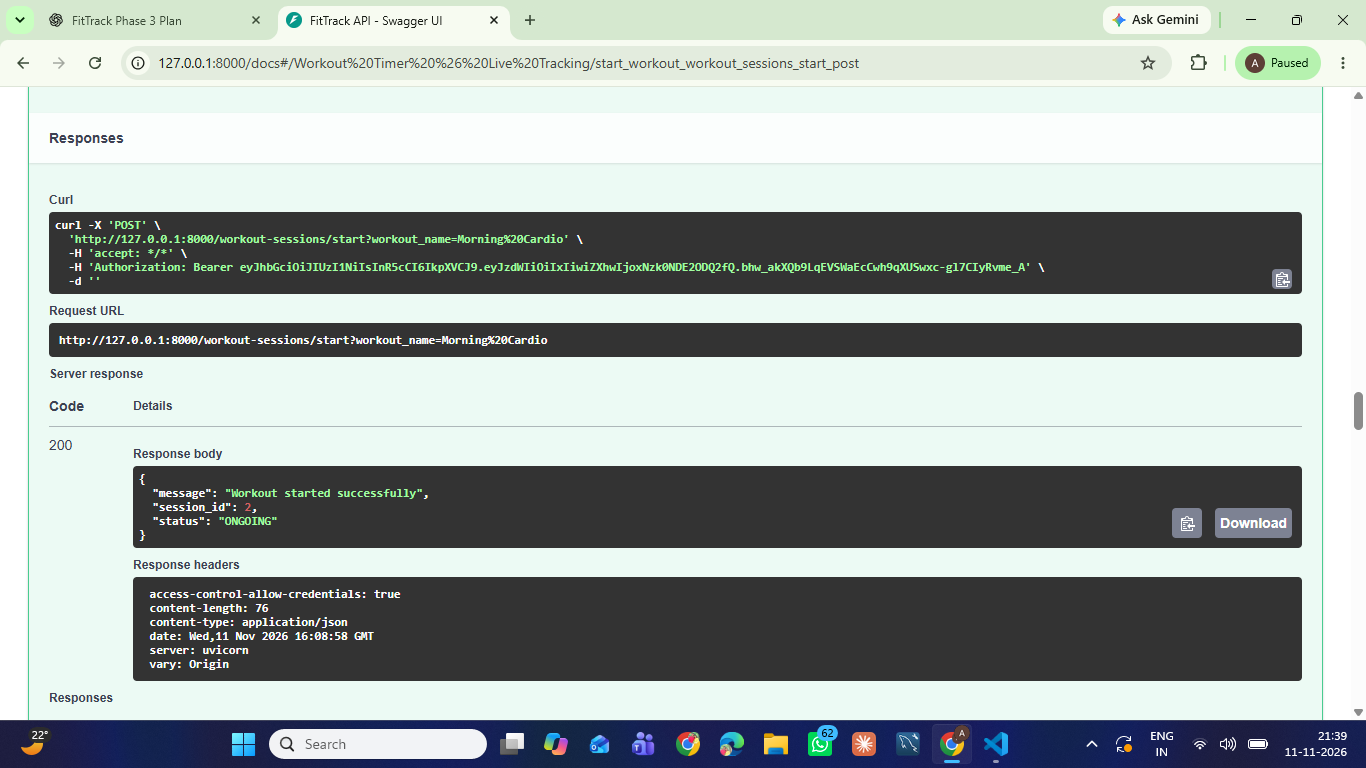 FitTrack Phase 3 Plan
FitTrack API - Swagger UI
Ask Gemini
127.0.0.1:8000/docs#/Workout%20Timer%20%26%20Live%20Tracking/start_workout_workout_sessions_start_post
A
Paused
Responses
Curl
curl -X 'POST' \
'http://127.0.0.1:8000/workout-sessions/start?workout_name=Morning%20Cardio' \
-H 'accept: */*' \
-H 'Authorization: Bearer eyJhbGciOiJIUzI1NiIsInR5cCI6IkpXVCJ9.eyJzdWIiOiIxIiwiZXhwIjoxNzk0NDE2ODQ2fQ.bhw_akXQb9LqEVSWaEcCwh9qXUSwxc-gl7CIyRvme_A' \
-d ''
Request URL
http://127.0.0.1:8000/workout-sessions/start?workout_name=Morning%20Cardio
Server response
Code Details
200
Response body
{
"message": "Workout started successfully",
"session_id": 2,
"status": "ONGOING"
}
Download
Response headers
access-control-allow-credentials: true
content-length: 76
content-type: application/json
date: Wed,11 Nov 2026 16:08:58 GMT
server: uvicorn
vary: Origin
Responses
22°
Search
62
A
ENG
IN
21:39
11-11-2026